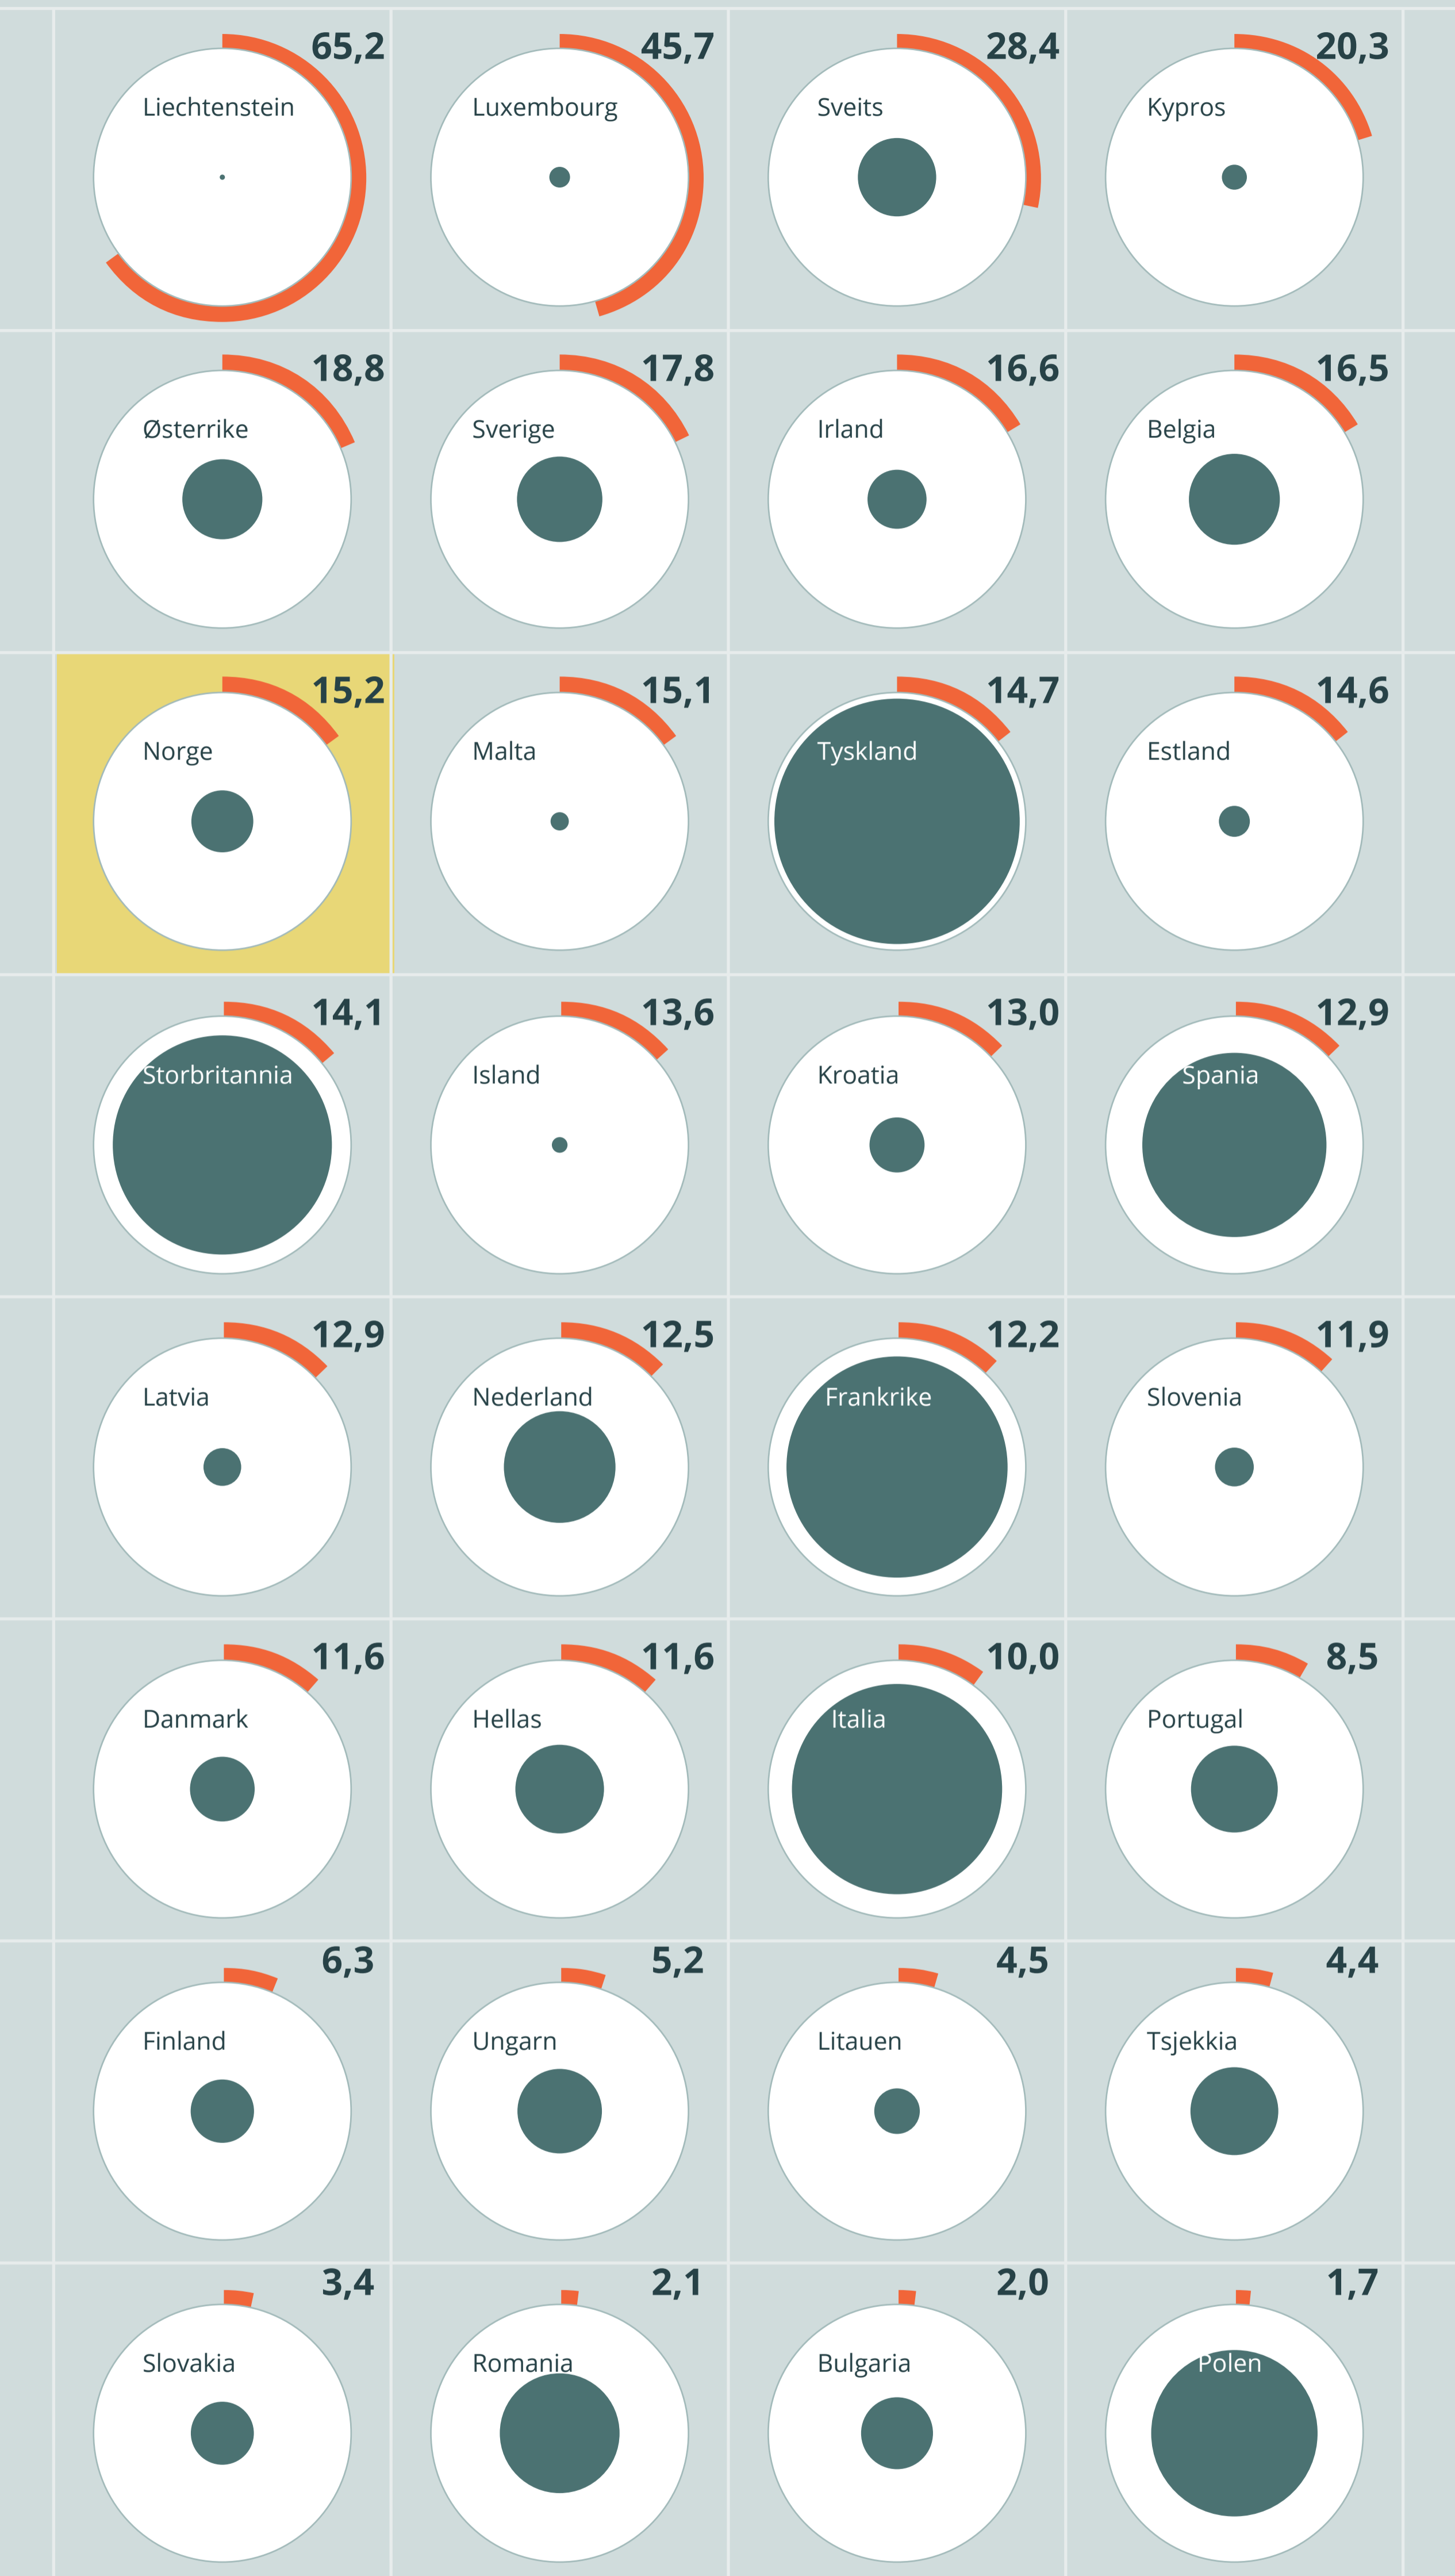 65,2
Liechtenstein
45,7
Luxembourg
28,4
Sveits
20,3
Kypros
18,8
Østerrike
17,8
Sverige
16,6
Irland
16,5
Belgia
15,2
Norge
15,1
Malta
14,7
Tyskland
14,6
Estland
14,1
Storbritannia
13,6
Island
13,0
Kroatia
12,9
Spania
12,9
Latvia
12,5
Nederland
12,2
Frankrike
11,9
Slovenia
11,6
Danmark
11,6
Hellas
10,0
Italia
8,5
Portugal
6,3
Finland
5,2
Ungarn
4,5
Litauen
4,4
Tsjekkia
3,4
Slovakia
2,1
Romania
2,0
Bulgaria
1,7
Polen